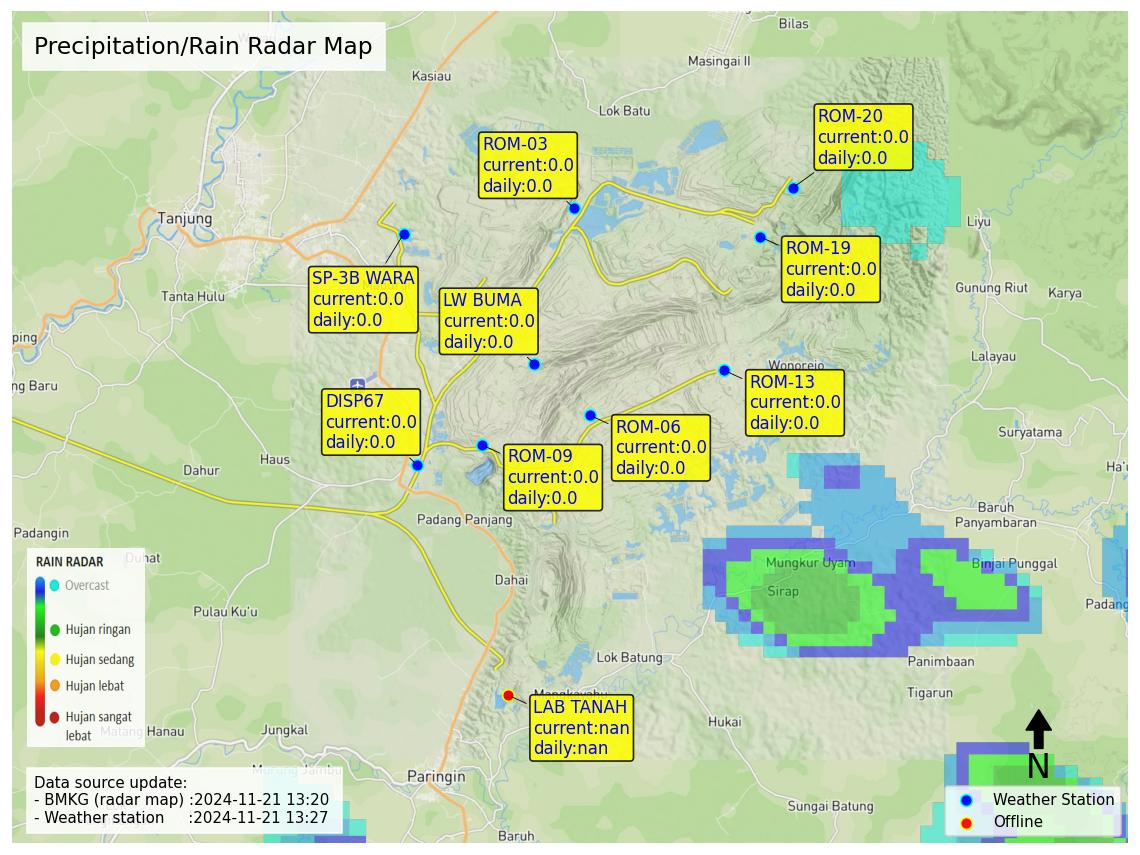 Precipitation/Rain Radar Map
Bilas
Masingai II
Kasiau
Lok Batu
ROM-20
current:0.0
daily:0.0
ROM-03
current:0.0
daily:0.0
Tanjung
Liyu
ROM-19
current:0.0
daily:0.0
SP-3B WARA
current:0.0
daily:0.0
LW BUMA
current:0.0
daily:0.0
Tanta Hulu
Gunung Riut
Karya
ping
Lalayau
Wonorejo
ng Baru
ROM-13
current:0.0
daily:0.0
DISP67
current:0.0
daily:0.0
ROM-06
current:0.0
daily:0.0
Suryatama
ROM-09
current:0.0
daily:0.0
Haus
Dahur
Ha'u
Baruh
Panyambaran
Padang Panjang
Padangin
Duhat
Mungkur Uyam
Binjai Punggal
RAIN RADAR
Overcast
Hujan ringan
Hujan sedang
Hujan lebat
Hujan sangat
lebat
Dahai
Sirap
Padang
Pulau Ku'u
Lok Batung
Panimbaan
Mangkayahu
Tigarun
LAB TANAH
current:nan
daily:nan
Hukai
Matang Hanau
Jungkal
Murung Jambu
Paringin
N
Data source update:
- BMKG (radar map) :2024-11-21 13:20
- Weather station :2024-11-21 13:27
Sungai Batung
Baruh
Weather Station
Offline